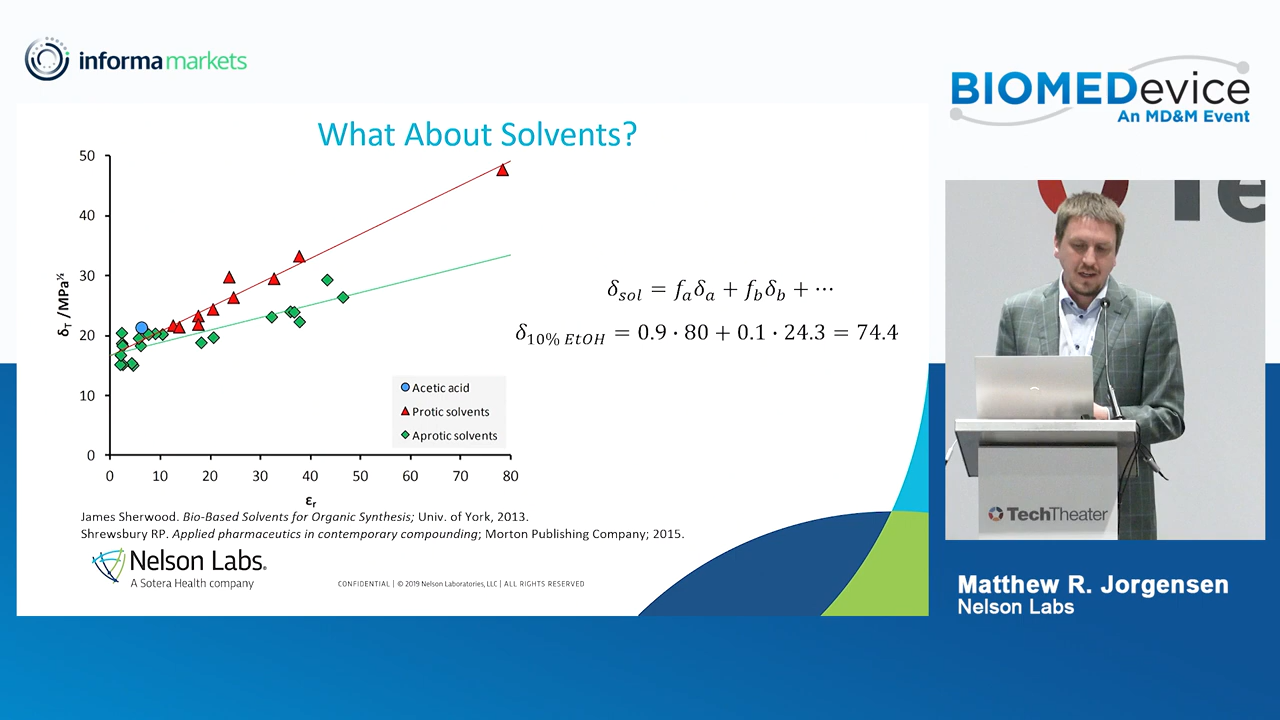 informa markets
BIOMEDevice
An MD&M Event
What About Solvents?
50
40
30
20
10
0
δT /MPa½
0 10 20 30 40 50 60 70 80
εr
Acetic acid
Protic solvents
Aprotic solvents
δsol = faδa + fbδb + ⋯
δ10% EtOH = 0.9 · 80 + 0.1 · 24.3 = 74.4
James Sherwood. Bio-Based Solvents for Organic Synthesis; Univ. of York, 2013.
Shrewsbury RP. Applied pharmaceutics in contemporary compounding; Morton Publishing Company; 2015.
Nelson Labs.
A Sotera Health company
CONFIDENTIAL | © 2019 Nelson Laboratories, LLC | ALL RIGHTS RESERVED
Te
TechTheater
Matthew R. Jorgensen
Nelson Labs